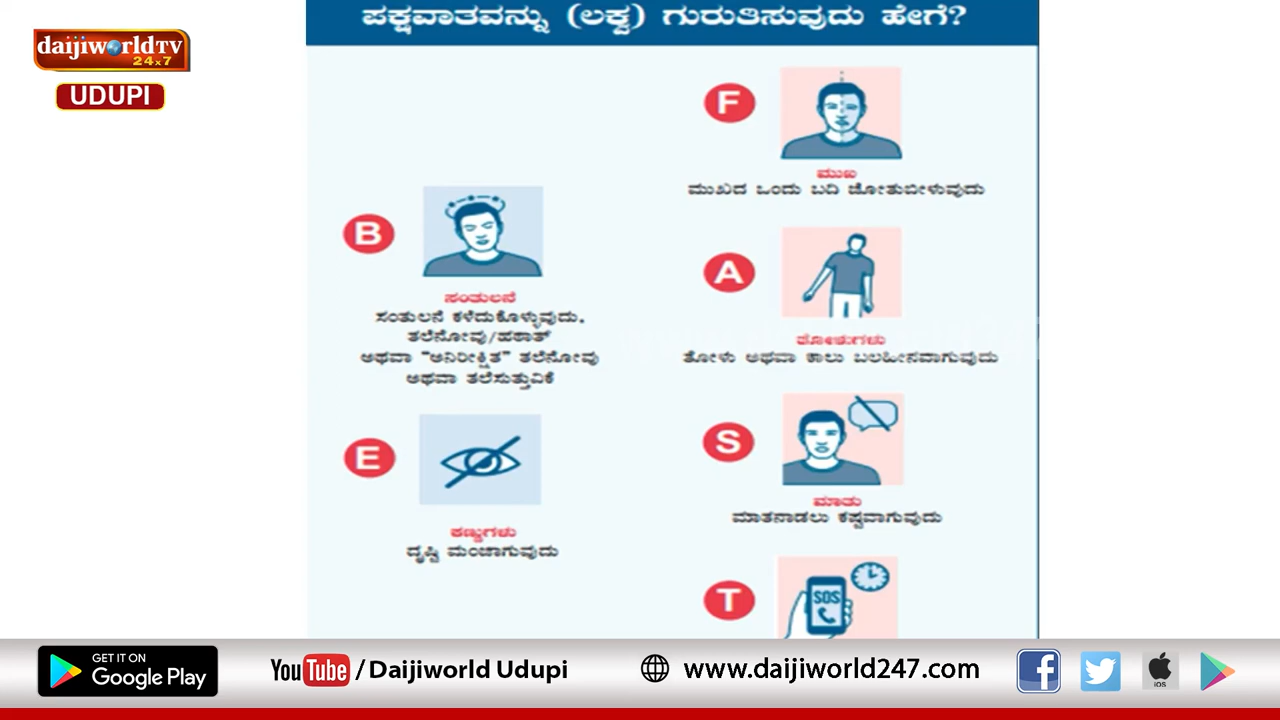 ಪಕ್ಷವಾತವನ್ನು (ಲಕ್ವ) ಗುರುತಿಸುವುದು ಹೇಗೆ?
daijiworldTV
24x7
UDUPI
B
ಸಂತುಲನೆ
ಸಂತುಲನೆ ಕಳೆದುಕೊಳ್ಳುವುದು.
ತಲೆನೋವು/ಹಠಾತ್
ಅಥವಾ "ಅನಿರೀಕ್ಷಿತ" ತಲೆನೋವು
ಅಥವಾ ತಲೆಸುತ್ತುವಿಕೆ
E
ಕಣ್ಣುಗಳು
ದೃಷ್ಟಿ ಮಂಜಾಗುವುದು
F
ಮುಖ
ಮುಖದ ಒಂದು ಬದಿ ಜೋತುಬೀಳುವುದು
A
ತೋಳುಗಳು
ತೋಳು ಅಥವಾ ಕಾಲು ಬಲಹೀನವಾಗುವುದು
S
ಮಾತು
ಮಾತನಾಡಲು ಕಷ್ಟವಾಗುವುದು
T
SOS
GET IT ON
Google Play
YouTube / Daijiworld Udupi
www.daijiworld247.com
iOS